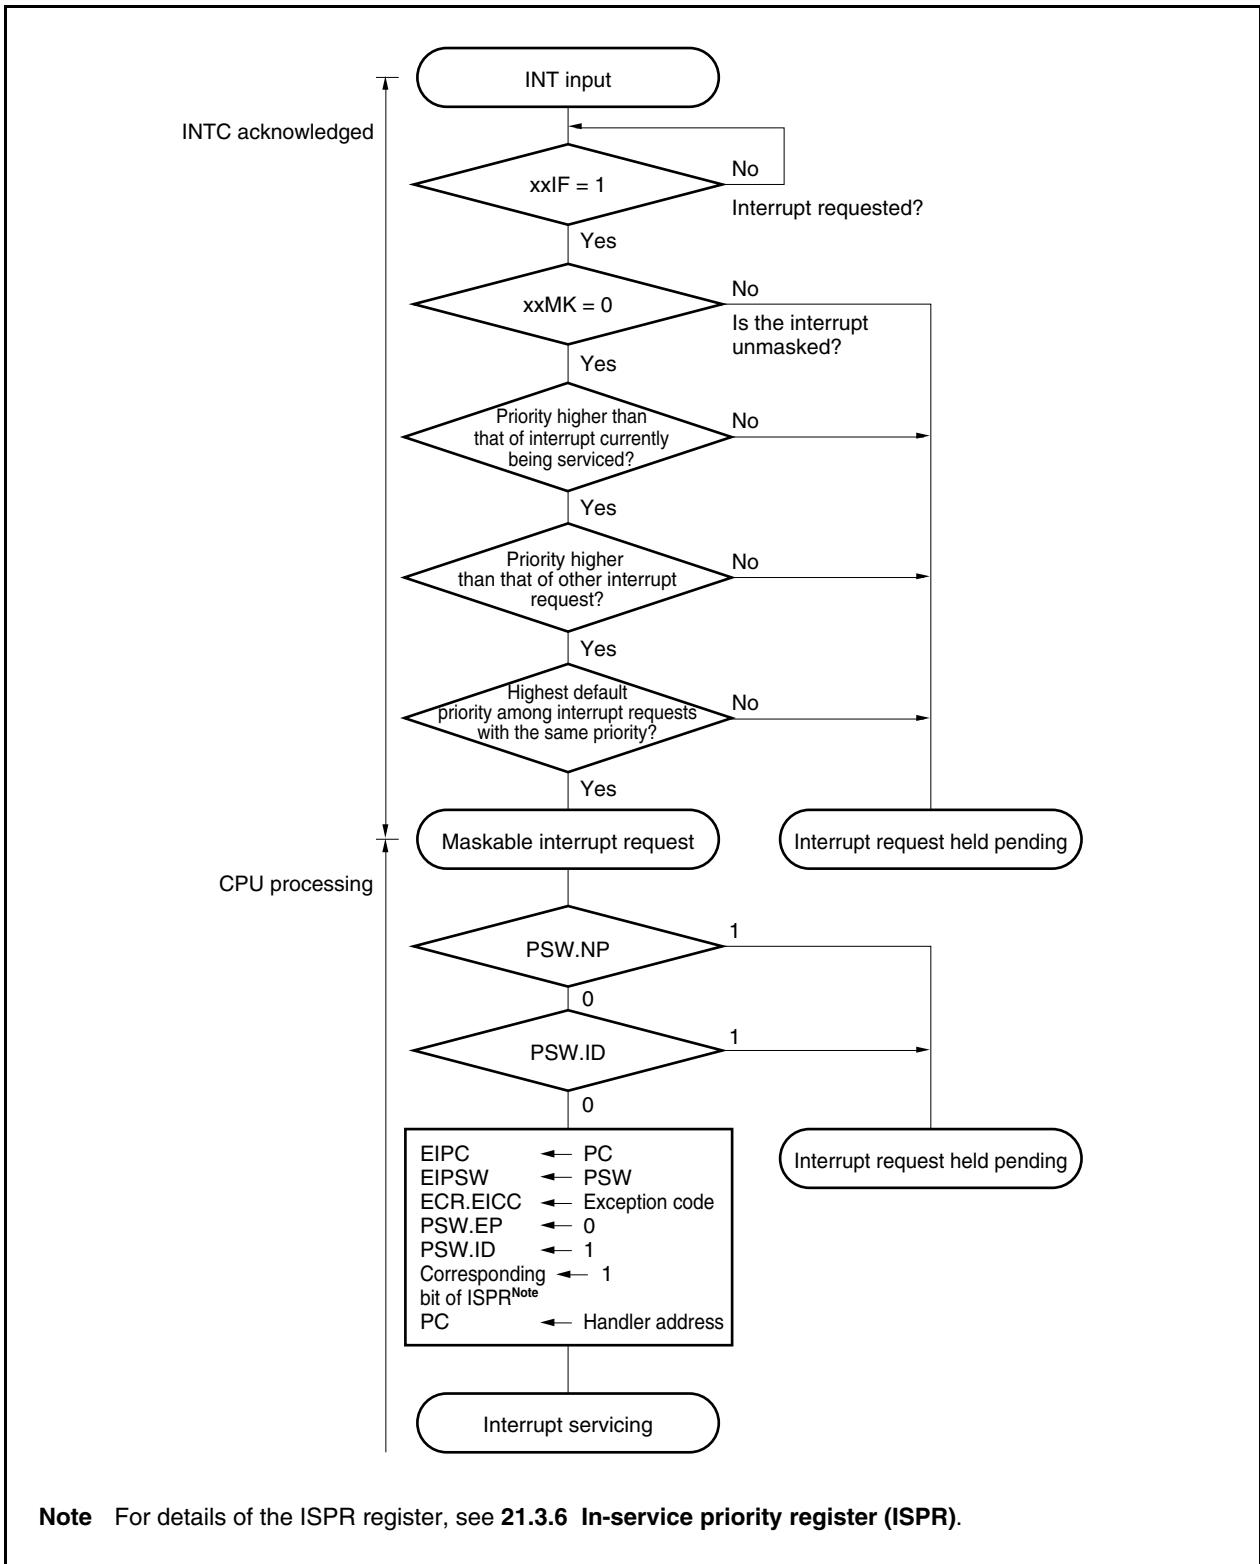 INT input
INTC acknowledged
xxIF = 1
No
Interrupt requested?
Yes
xxMK = 0
No
Is the interrupt
unmasked?
Yes
Priority higher than
that of interrupt currently
being serviced?
No
Yes
Priority higher
than that of other interrupt
request?
No
Yes
Highest default
priority among interrupt requests
with the same priority?
No
Yes
Maskable interrupt request
Interrupt request held pending
CPU processing
PSW.NP
1
0
PSW.ID
1
0
EIPC ← PC
EIPSW ← PSW
ECR.EICC ← Exception code
PSW.EP ← 0
PSW.ID ← 1
Corresponding ← 1
bit of ISPRNote
PC ← Handler address
Interrupt request held pending
Interrupt servicing
Note For details of the ISPR register, see 21.3.6 In-service priority register (ISPR).